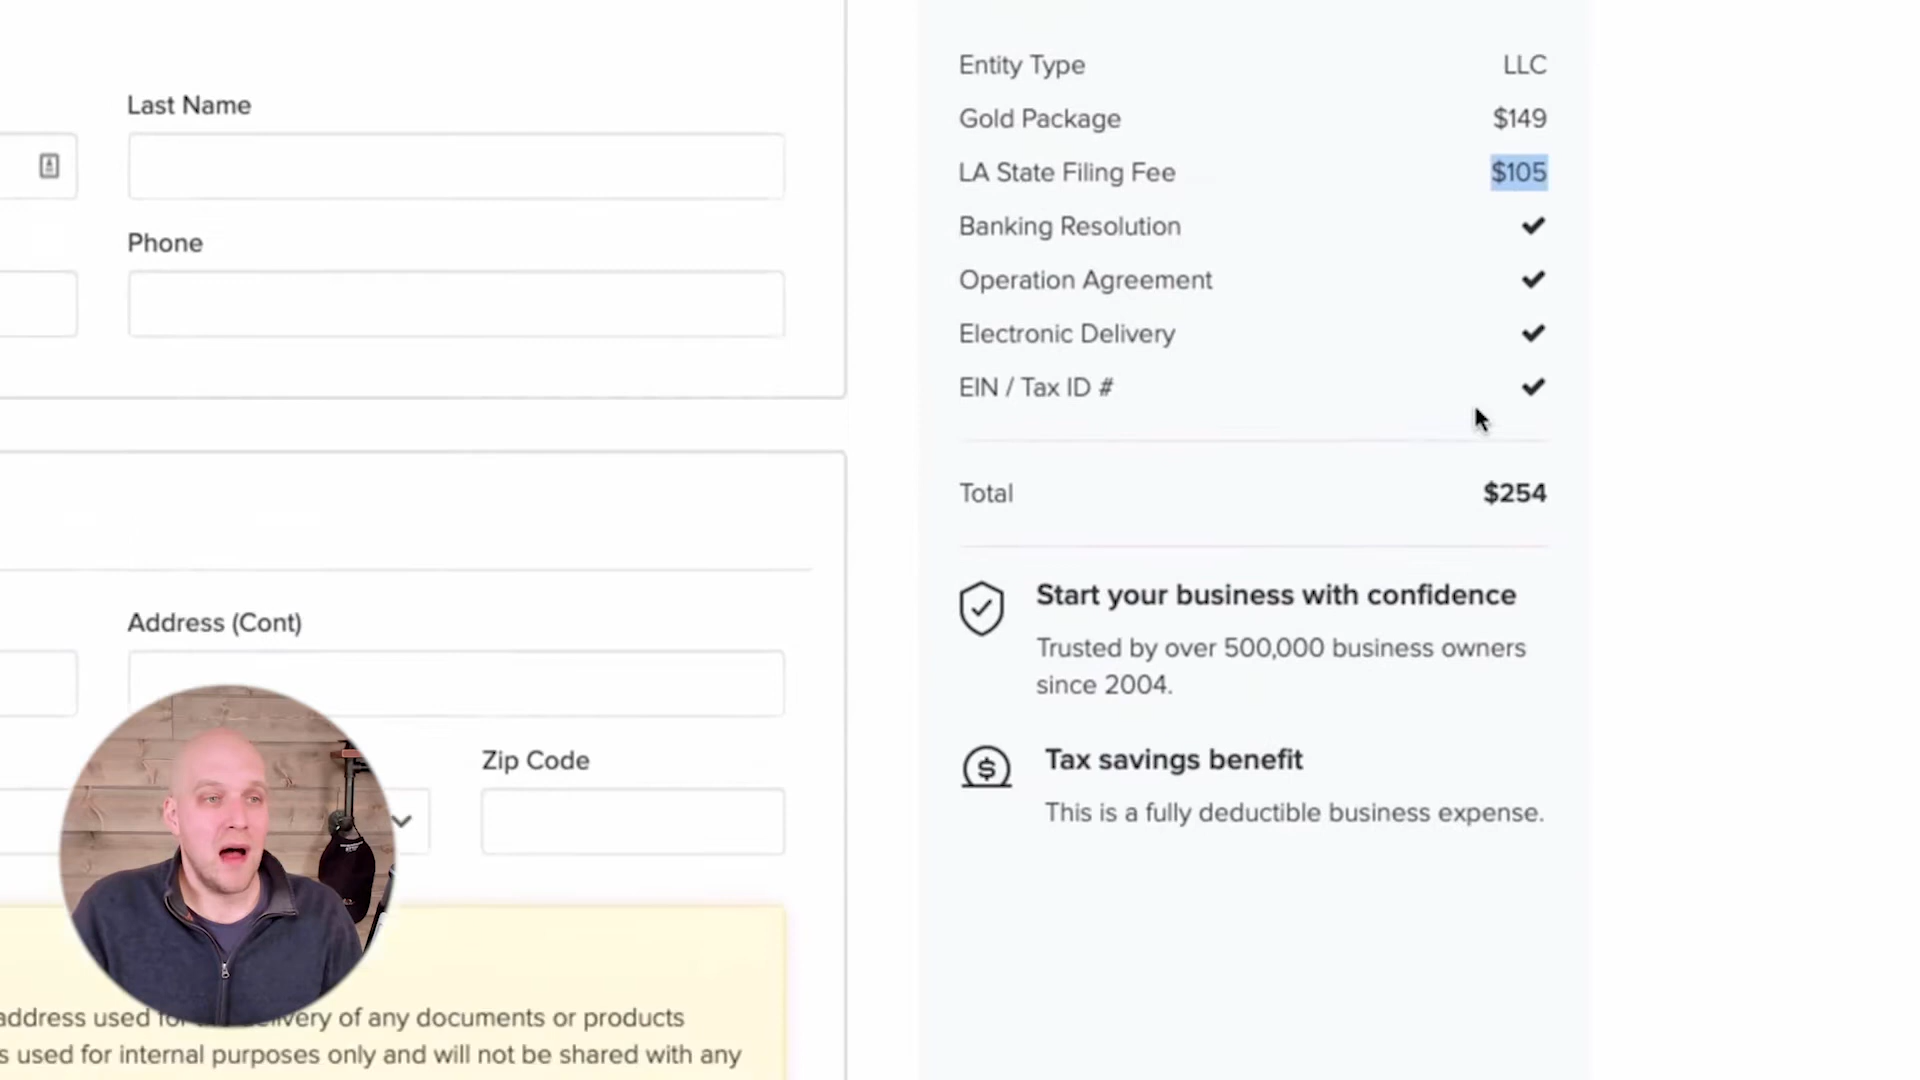 Last Name
Phone
Address (Cont)
Zip Code
address used for
very of any documents or products
s used for internal purposes only and will not be shared with any
Entity Type LLC
Gold Package $149
LA State Filing Fee $105
Banking Resolution
Operation Agreement
Electronic Delivery
EIN / Tax ID #
Total $254
Start your business with confidence
Trusted by over 500,000 business owners
since 2004.
Tax savings benefit
This is a fully deductible business expense.